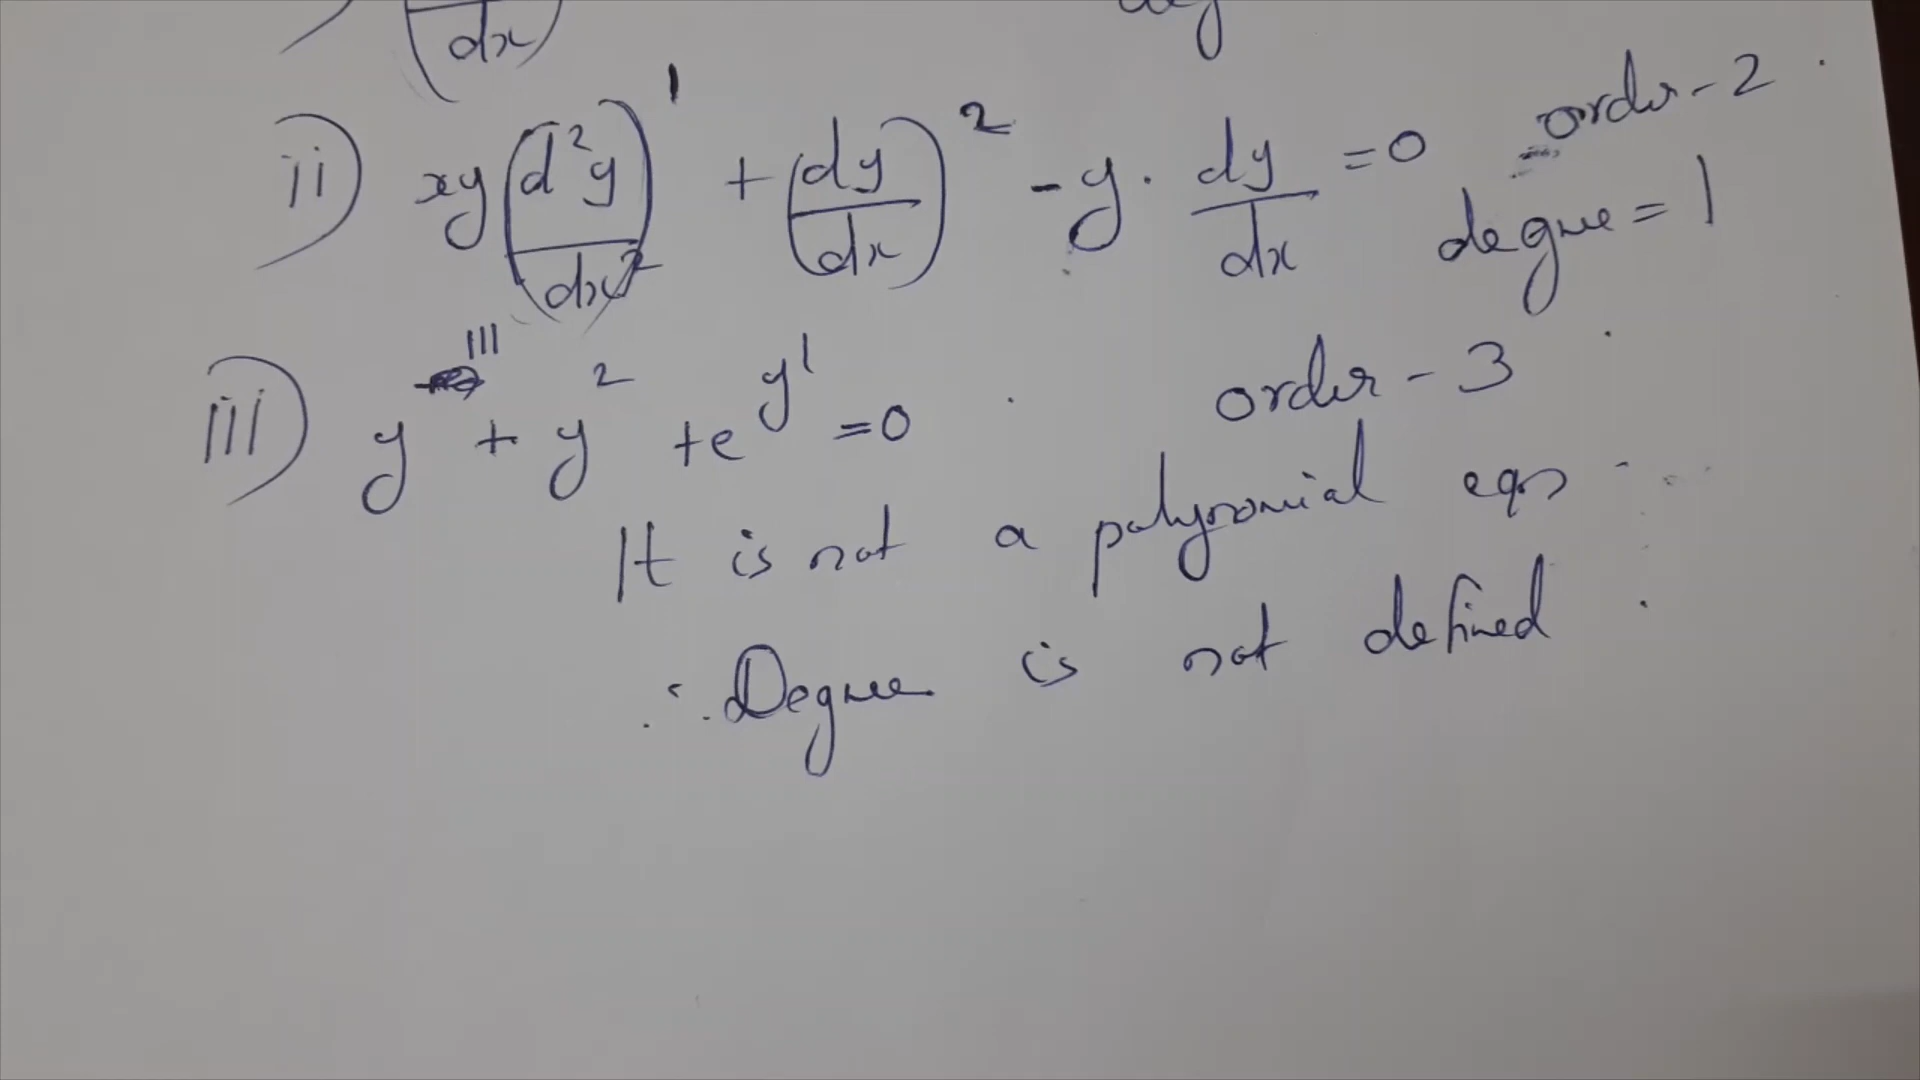 dx
ii) xy(d²y/dx²)¹ + (dy/dx)² - y · dy/dx = 0 order - 2
degree = 1
iii) y''' + y² + e^y' = 0 order - 3
It is not a polynomial eqn
∴ Degree is not defined